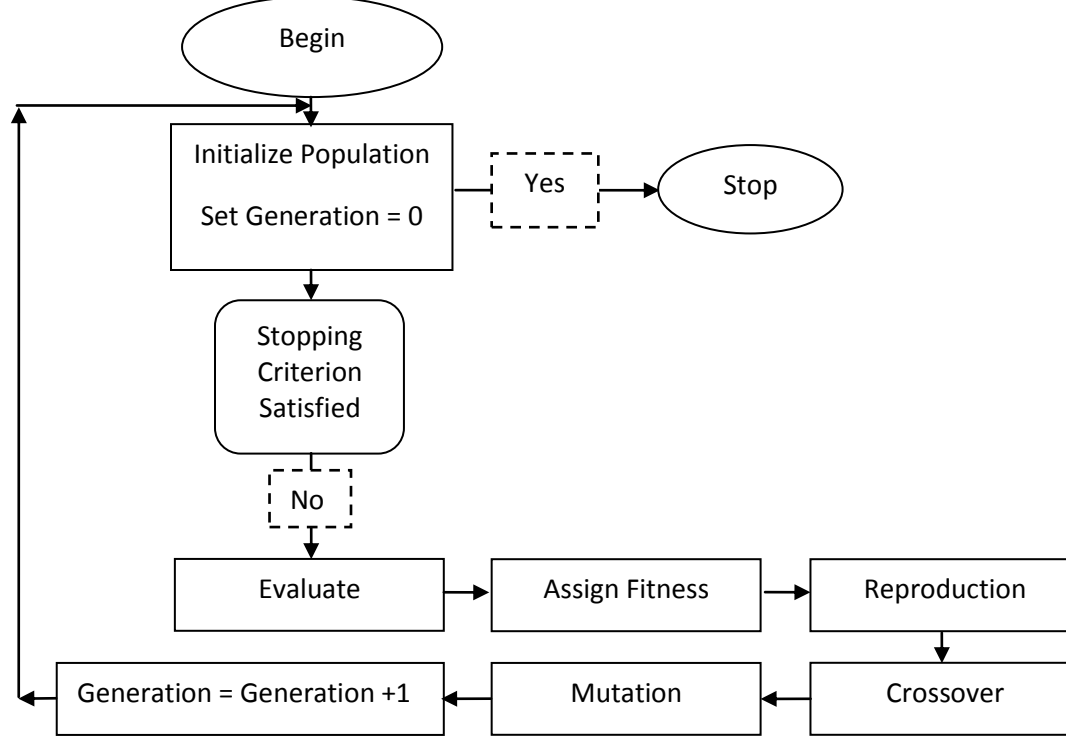 Begin
Initialize Population
Set Generation = 0
Yes
Stop
Stopping
Criterion
Satisfied
No
Evaluate
Assign Fitness
Reproduction
Generation = Generation +1
Mutation
Crossover